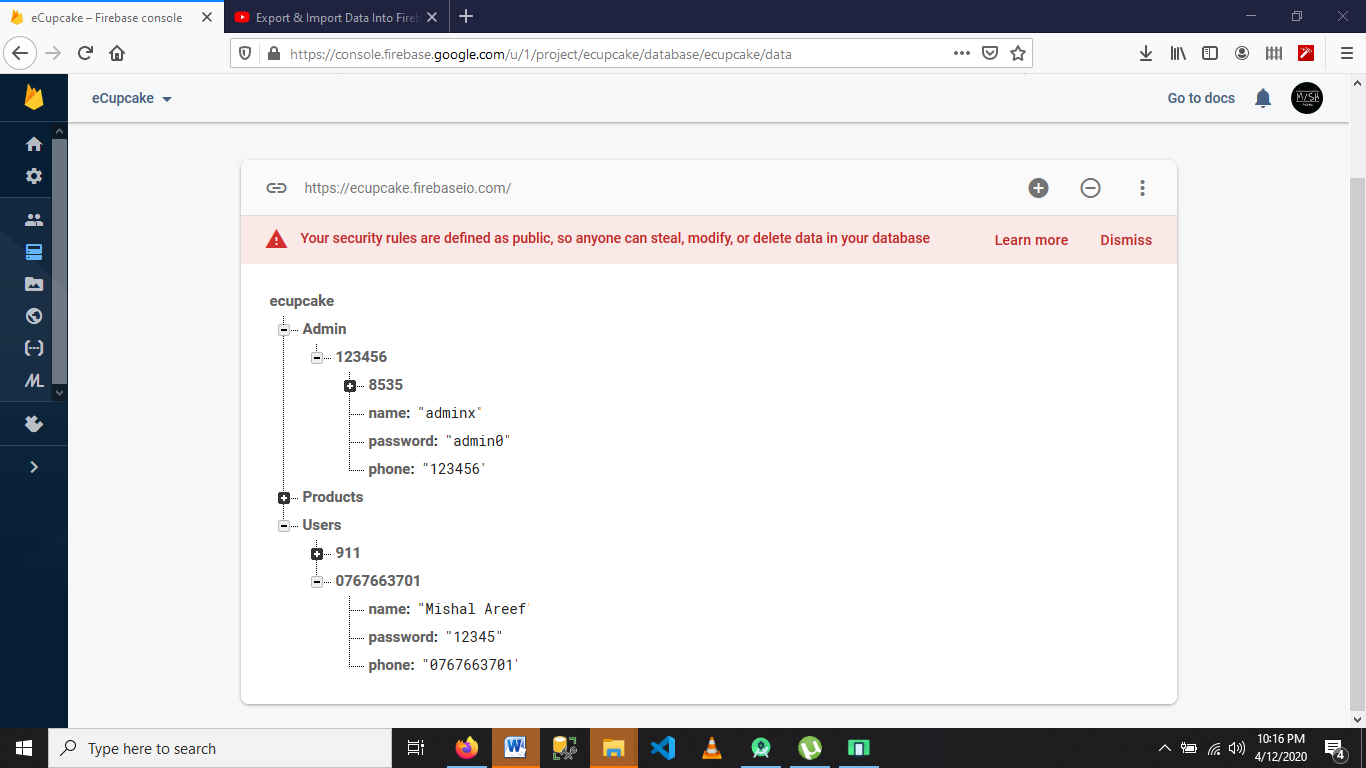 eCupcake – Firebase console
Export & Import Data Into Fireb
https://console.firebase.google.com/u/1/project/ecupcake/database/ecupcake/data
eCupcake
Go to docs
https://ecupcake.firebaseio.com/
Your security rules are defined as public, so anyone can steal, modify, or delete data in your database
Learn more
Dismiss
ecupcake
Admin
123456
8535
name: "adminx"
password: "admin0"
phone: "123456"
Products
Users
911
0767663701
name: "Mishal Areef"
password: "12345"
phone: "0767663701"
Type here to search
10:16 PM
4/12/2020
4